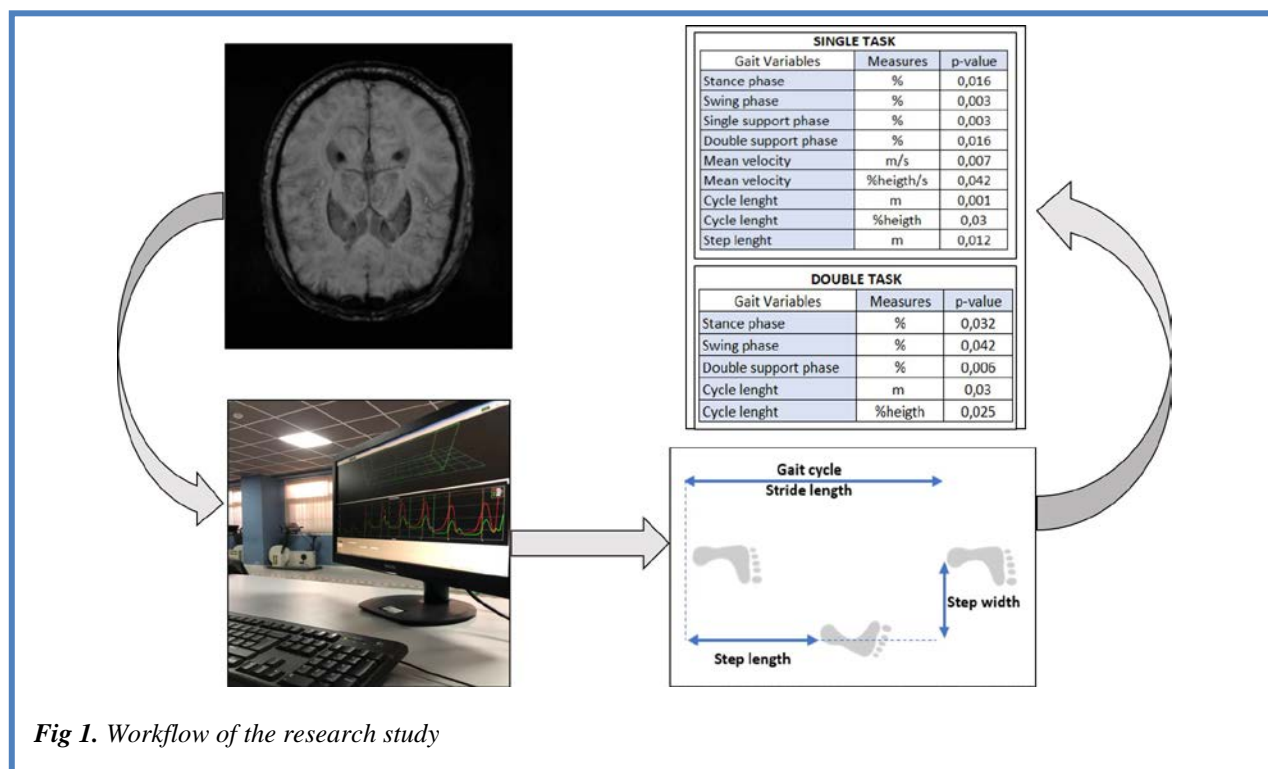 SINGLE TASK
Gait Variables Measures p-value
Stance phase % 0,016
Swing phase % 0,003
Single support phase % 0,003
Double support phase % 0,016
Mean velocity m/s 0,007
Mean velocity %heigth/s 0,042
Cycle lenght m 0,001
Cycle lenght %heigth 0,03
Step lenght m 0,012
DOUBLE TASK
Gait Variables Measures p-value
Stance phase % 0,032
Swing phase % 0,042
Double support phase % 0,006
Cycle lenght m 0,03
Cycle lenght %heigth 0,025
Gait cycle
Stride length
Step width
Step length
Fig 1. Workflow of the research study